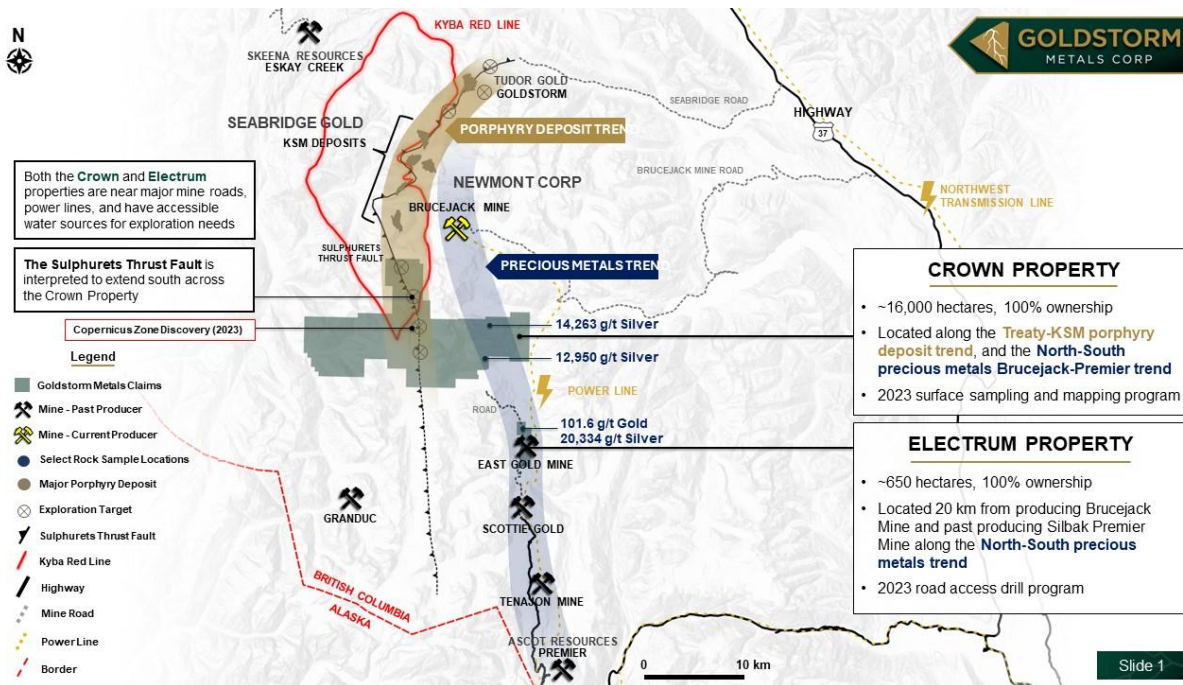 N
SKEENA RESOURCES
ESKAY CREEK
KYBA RED LINE
GOLDSTORM
METALS CORP
TUDOR GOLD
GOLDSTORM
SEABRIDGE ROAD
HIGHWAY
37
SEABRIDGE GOLD
KSM DEPOSITS
PORPHYRY DEPOSIT TREN
BRUCEJACK MINE ROAD
NEWMONT CORP
BRUCEJACK MINE
NORTHWEST
TRANSMISSION LINE
Both the Crown and Electrum
properties are near major mine roads,
power lines, and have accessible
water sources for exploration needs
SULPHURETS
THRUST FAULT
PRECIOUS METALS TREN
The Sulphurets Thrust Fault is
interpreted to extend south across
the Crown Property
Copernicus Zone Discovery (2023)
14,263 g/t Silver
12,950 g/t Silver
POWER LINE
ROAD
101.6 g/t Gold
20,334 g/t Silver
EAST GOLD MINE
SCOTTIE GOLD
GRANDUC
TENAJON MINE
BRITISH COLUMBIA
ALASKA
ASCOT RESOURCES
PREMIER
0 10 km
Legend
Goldstorm Metals Claims
Mine - Past Producer
Mine - Current Producer
Select Rock Sample Locations
Major Porphyry Deposit
Exploration Target
Sulphurets Thrust Fault
Kyba Red Line
Highway
Mine Road
Power Line
Border
CROWN PROPERTY
• ~16,000 hectares, 100% ownership
• Located along the Treaty-KSM porphyry
deposit trend, and the North-South
precious metals Brucejack-Premier trend
• 2023 surface sampling and mapping program
ELECTRUM PROPERTY
• ~650 hectares, 100% ownership
• Located 20 km from producing Brucejack
Mine and past producing Silbak Premier
Mine along the North-South precious
metals trend
• 2023 road access drill program
Slide 1